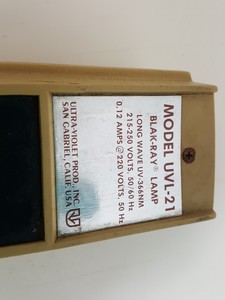 MODEL UVL-21
BLAK-RAY® LAMP
LONG WAVE UV-366NM
215-250 VOLTS, 50/60 Hz
0.12 AMPS @ 220 VOLTS, 50 Hz
ULTRA-VIOLET PROD., INC.
SAN GABRIEL, CALIF. USA